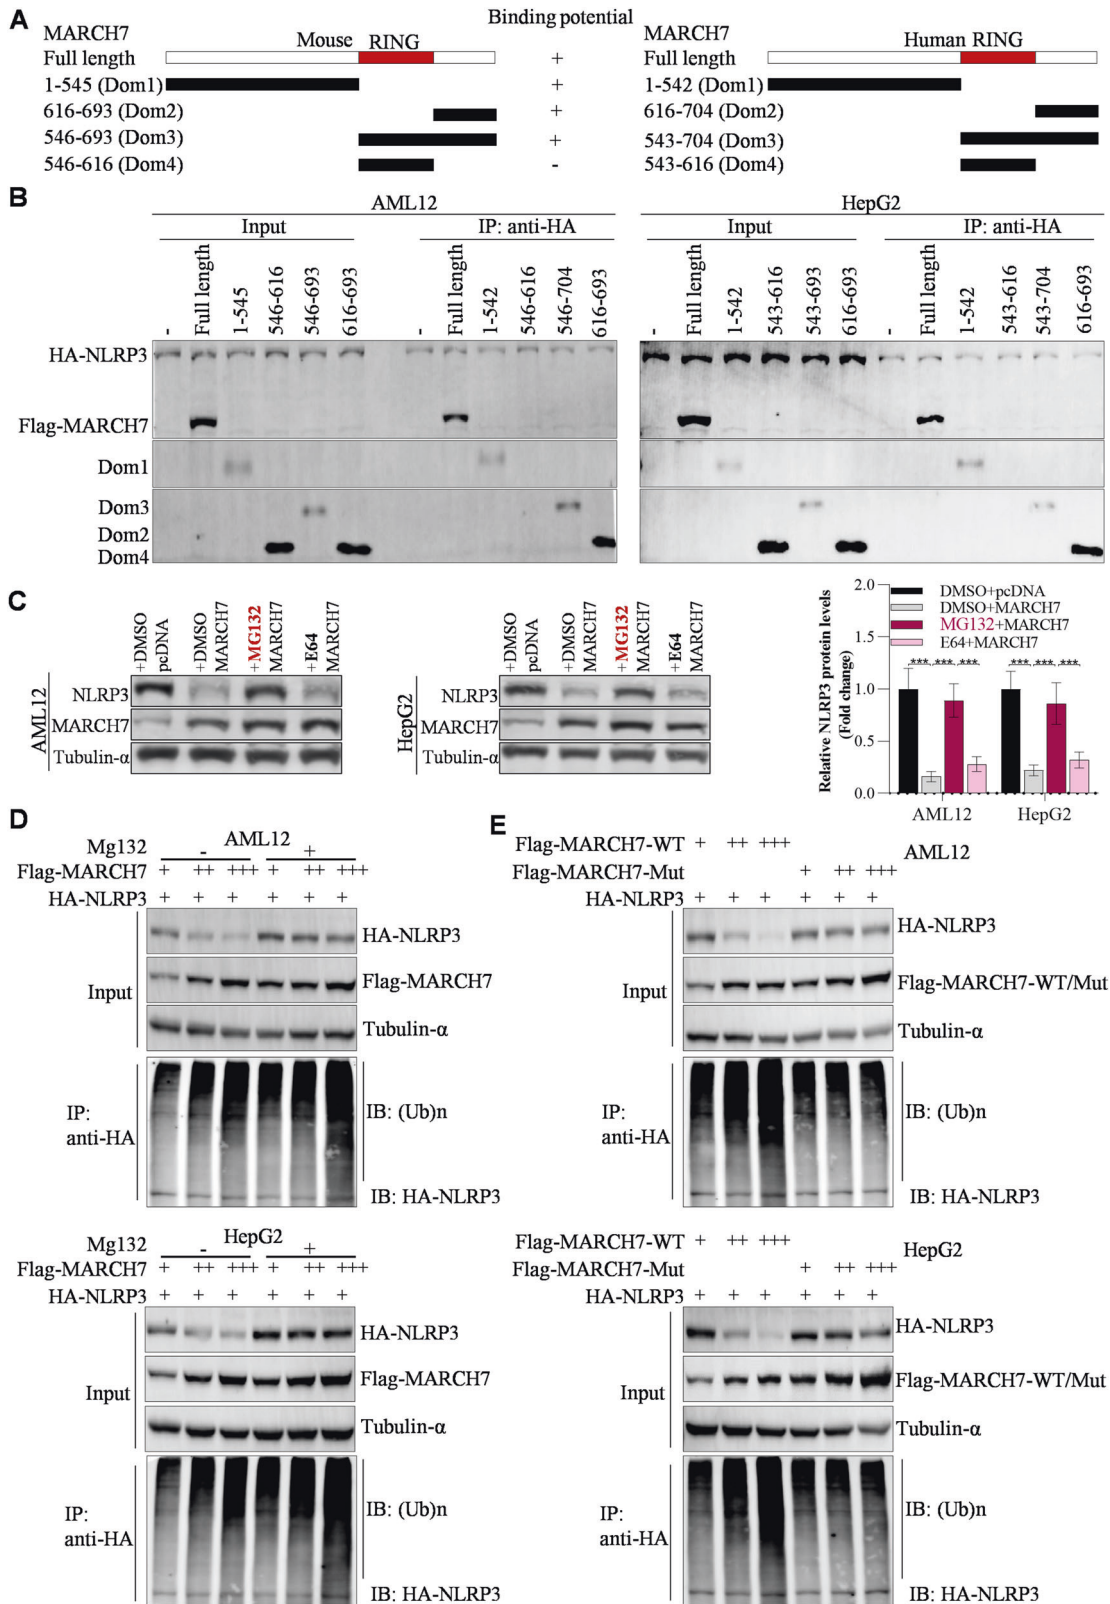 A
Binding potential
MARCH7
Mouse RING
Full length +
1-545 (Dom1) +
616-693 (Dom2) +
546-693 (Dom3) +
546-616 (Dom4) -
MARCH7
Human RING
Full length
1-542 (Dom1)
616-704 (Dom2)
543-704 (Dom3)
543-616 (Dom4)
B
AML12
Input IP: anti-HA
- Full length 1-545 546-616 546-693 616-693 - Full length 1-542 546-616 546-704 616-693
HepG2
Input IP: anti-HA
- Full length 1-542 543-616 543-693 616-693 - Full length 1-542 543-616 543-704 616-693
HA-NLRP3
Flag-MARCH7
Dom1
Dom3
Dom2
Dom4
C
+DMSO pcDNA
+DMSO MARCH7
+MG132 MARCH7
+E64 MARCH7
AML12
NLRP3
MARCH7
Tubulin-α
+DMSO pcDNA
+DMSO MARCH7
+MG132 MARCH7
+E64 MARCH7
HepG2
NLRP3
MARCH7
Tubulin-α
Relative NLRP3 protein levels
(Fold change)
2.0
1.5
1.0
0.5
0.0
DMSO+pcDNA
DMSO+MARCH7
MG132+MARCH7
E64+MARCH7
*** *** *** *** *** ***
AML12 HepG2
D
AML12
Mg132 - +
Flag-MARCH7 + ++ +++ + ++ +++
HA-NLRP3 + + + + + +
Input
HA-NLRP3
Flag-MARCH7
Tubulin-α
IP:
anti-HA
IB: (Ub)n
IB: HA-NLRP3
HepG2
Mg132 - +
Flag-MARCH7 + ++ +++ + ++ +++
HA-NLRP3 + + + + + +
Input
HA-NLRP3
Flag-MARCH7
Tubulin-α
IP:
anti-HA
IB: (Ub)n
IB: HA-NLRP3
E
Flag-MARCH7-WT + ++ +++
AML12
Flag-MARCH7-Mut + ++ +++
HA-NLRP3 + + + + + +
Input
HA-NLRP3
Flag-MARCH7-WT/Mut
Tubulin-α
IP:
anti-HA
IB: (Ub)n
IB: HA-NLRP3
Flag-MARCH7-WT + ++ +++
HepG2
Flag-MARCH7-Mut + ++ +++
HA-NLRP3 + + + + + +
Input
HA-NLRP3
Flag-MARCH7-WT/Mut
Tubulin-α
IP:
anti-HA
IB: (Ub)n
IB: HA-NLRP3